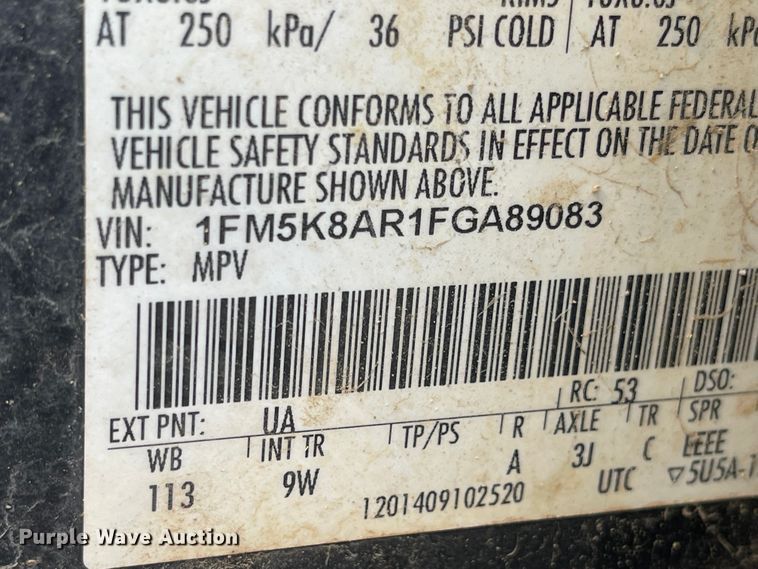 AT 250 kPa/ 36 PSI COLD AT 250
THIS VEHICLE CONFORMS TO ALL APPLICABLE FEDERAL
VEHICLE SAFETY STANDARDS IN EFFECT ON THE DATE
MANUFACTURE SHOWN ABOVE.
VIN: 1FM5K8AR1FGA89083
TYPE: MPV
RC: 53 DSO:
EXT PNT: UA
WB INT TR TP/PS R AXLE TR SPR
113 9W A 3J C EEEE
1201409102520 UTC ▽5U5A-1
Purple Wave Auction